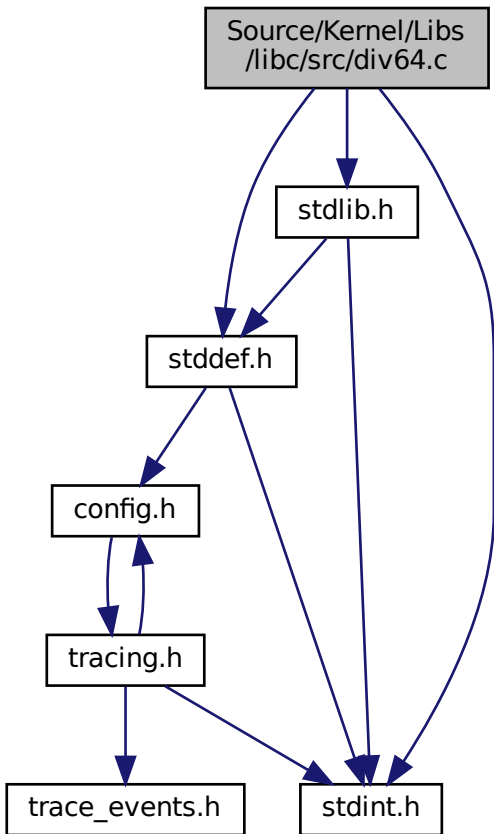 Source/Kernel/Libs
/libc/src/div64.c
stdlib.h
stddef.h
config.h
tracing.h
trace_events.h
stdint.h